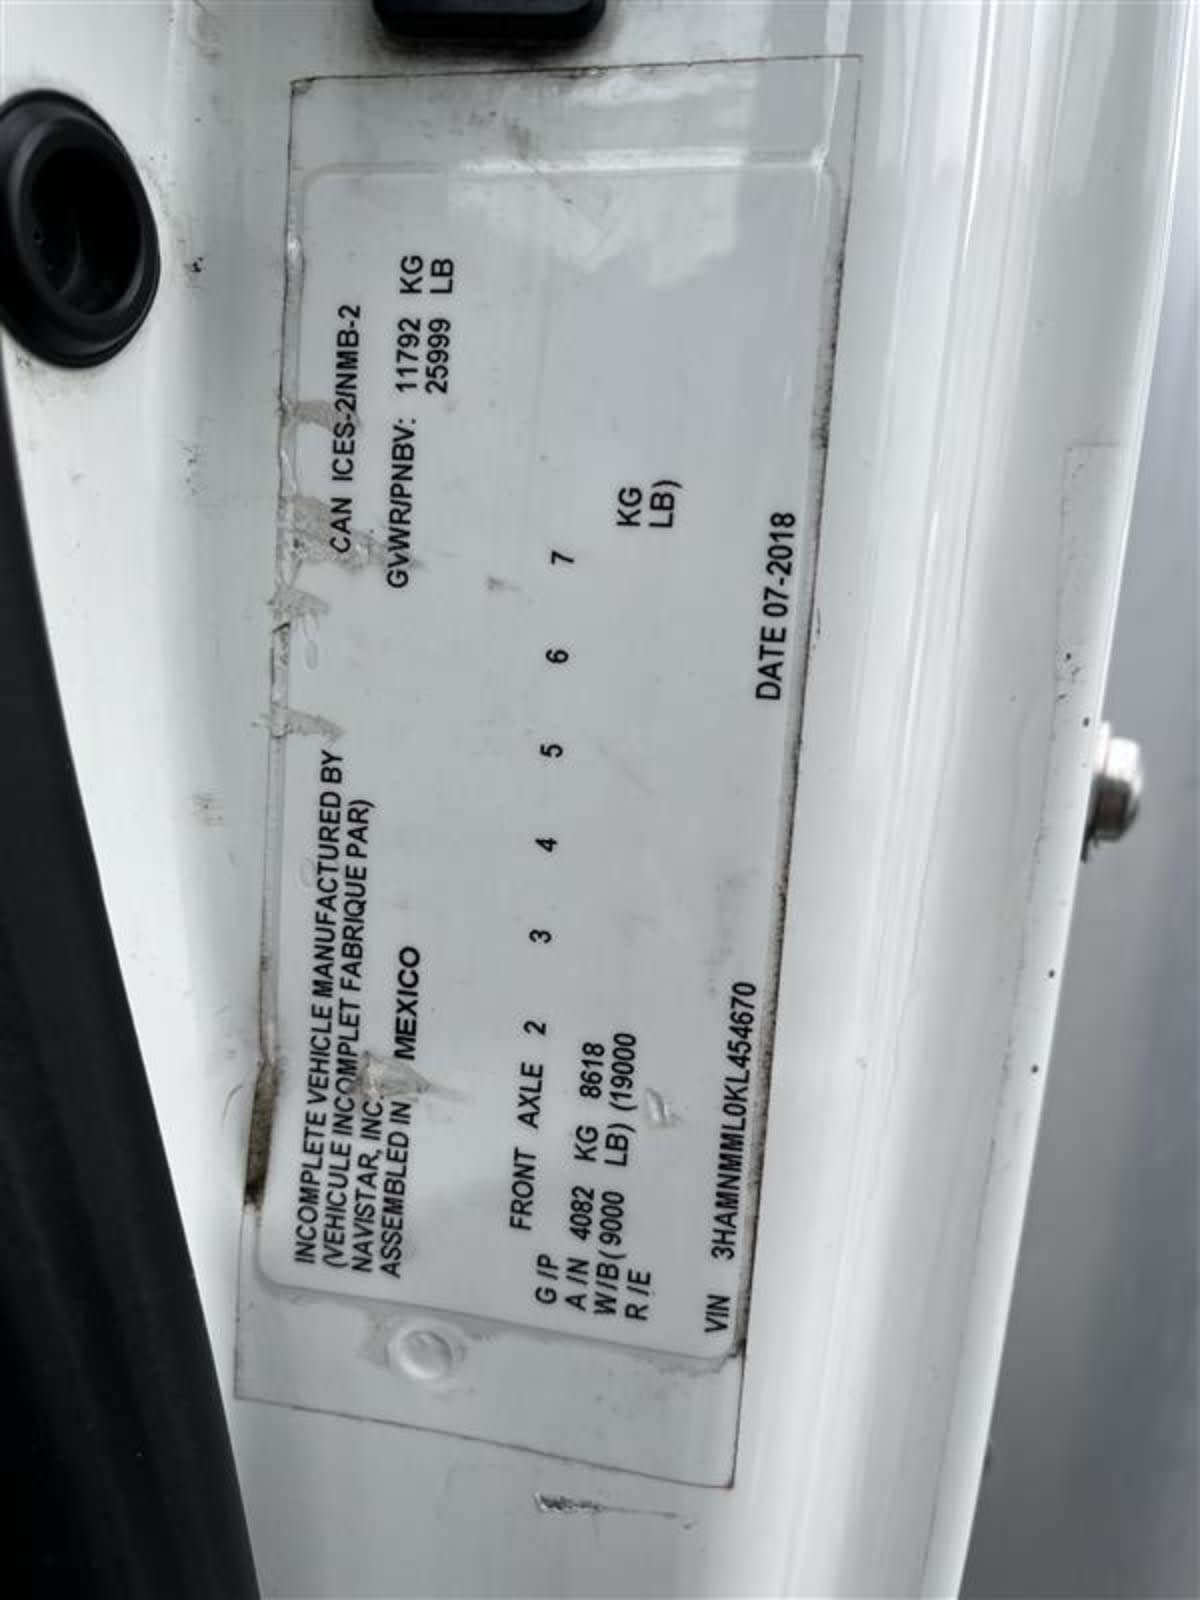 INCOMPLETE VEHICLE MANUFACTURED BY
(VEHICULE INCOMPLET FABRIQUE PAR)
NAVISTAR, INC.
ASSEMBLED IN MEXICO
CAN ICES-2/NMB-2
GVWR/PNBV: 11792 KG
25999 LB
FRONT AXLE 2 3 4 5 6 7
G/P
A/N 4082 KG 8618 KG
W/B (9000 LB) (19000 LB)
R/E
DATE 07-2018
VIN 3HAMNMML0KL454670